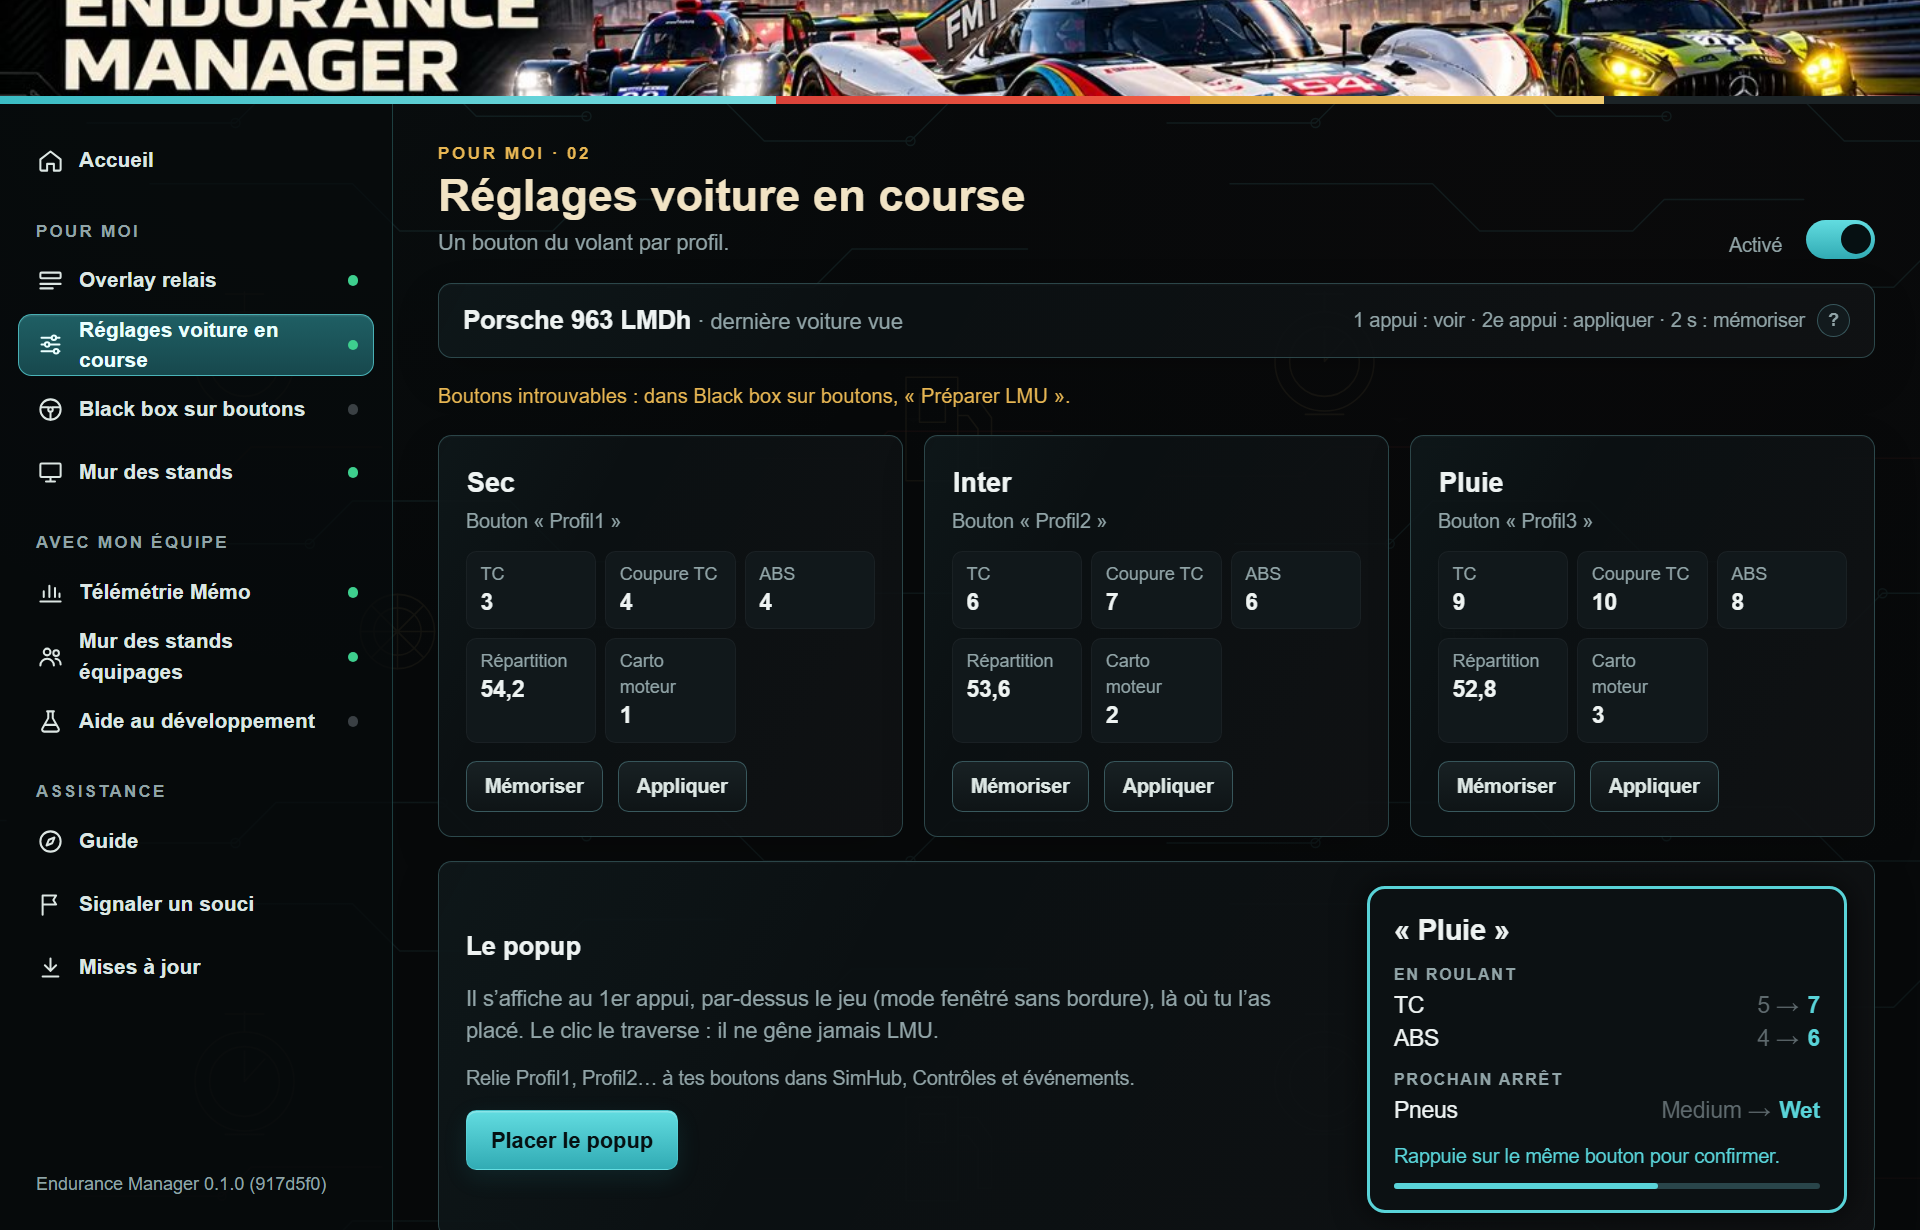 ENDURANCE
MANAGER
FMT
54
Accueil
POUR MOI
Overlay relais
Réglages voiture en
course
Black box sur boutons
Mur des stands
AVEC MON ÉQUIPE
Télémétrie Mémo
Mur des stands
équipages
Aide au développement
ASSISTANCE
Guide
Signaler un souci
Mises à jour
Endurance Manager 0.1.0 (917d5f0)
POUR MOI · 02
Réglages voiture en course
Un bouton du volant par profil.
Activé
Porsche 963 LMDh · dernière voiture vue
1 appui : voir · 2e appui : appliquer · 2 s : mémoriser ?
Boutons introuvables : dans Black box sur boutons, « Préparer LMU ».
Sec
Bouton « Profil1 »
TC
3
Coupure TC
4
ABS
4
Répartition
54,2
Carto
moteur
1
Mémoriser
Appliquer
Inter
Bouton « Profil2 »
TC
6
Coupure TC
7
ABS
6
Répartition
53,6
Carto
moteur
2
Mémoriser
Appliquer
Pluie
Bouton « Profil3 »
TC
9
Coupure TC
10
ABS
8
Répartition
52,8
Carto
moteur
3
Mémoriser
Appliquer
Le popup
Il s’affiche au 1er appui, par-dessus le jeu (mode fenêtré sans bordure), là où tu l’as
placé. Le clic le traverse : il ne gêne jamais LMU.
Relie Profil1, Profil2… à tes boutons dans SimHub, Contrôles et événements.
Placer le popup
« Pluie »
EN ROULANT
TC 5 → 7
ABS 4 → 6
PROCHAIN ARRÊT
Pneus Medium → Wet
Rappuie sur le même bouton pour confirmer.